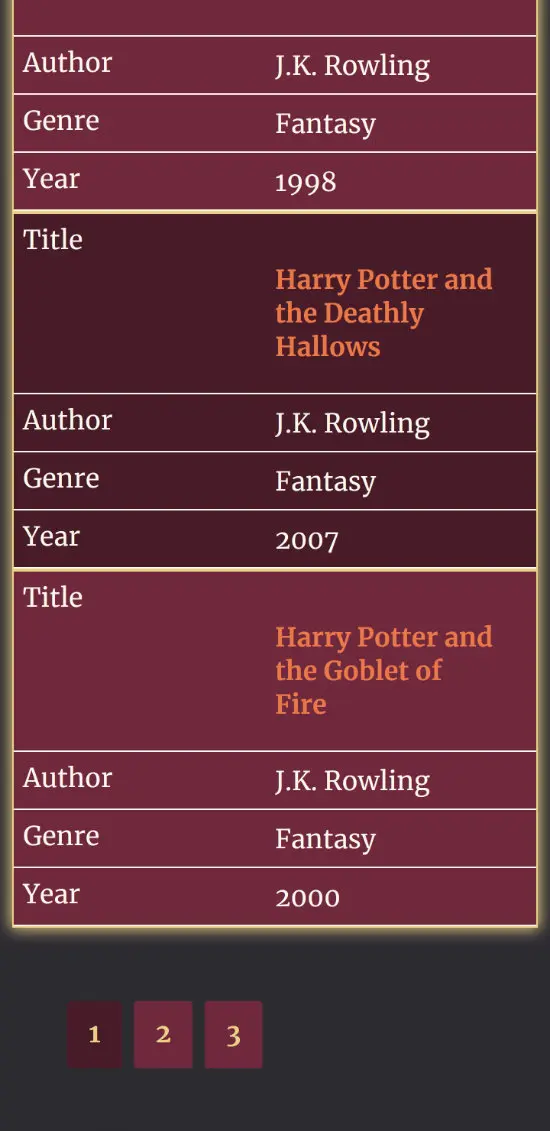 Author J.K. Rowling
Genre Fantasy
Year 1998
Title
Harry Potter and
the Deathly
Hallows
Author J.K. Rowling
Genre Fantasy
Year 2007
Title
Harry Potter and
the Goblet of
Fire
Author J.K. Rowling
Genre Fantasy
Year 2000
1 2 3